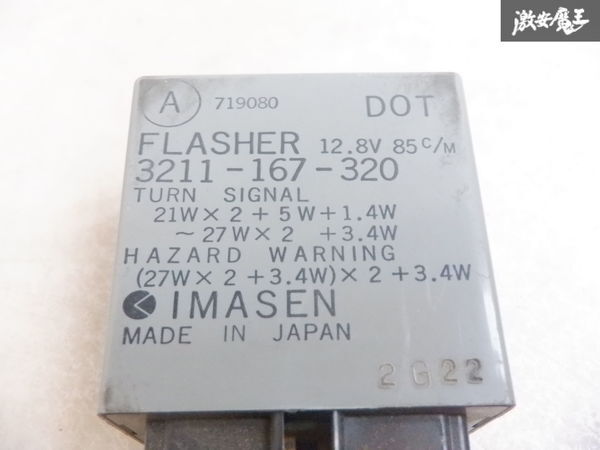 激安魔王
A 719080 DOT
FLASHER 12.8V 85C/M
3211-167-320
TURN SIGNAL
21W×2+5W+1.4W
~27W×2 +3.4W
HAZARD WARNING
(27W×2+3.4W)×2+3.4W
IMASEN
MADE IN JAPAN
2G22